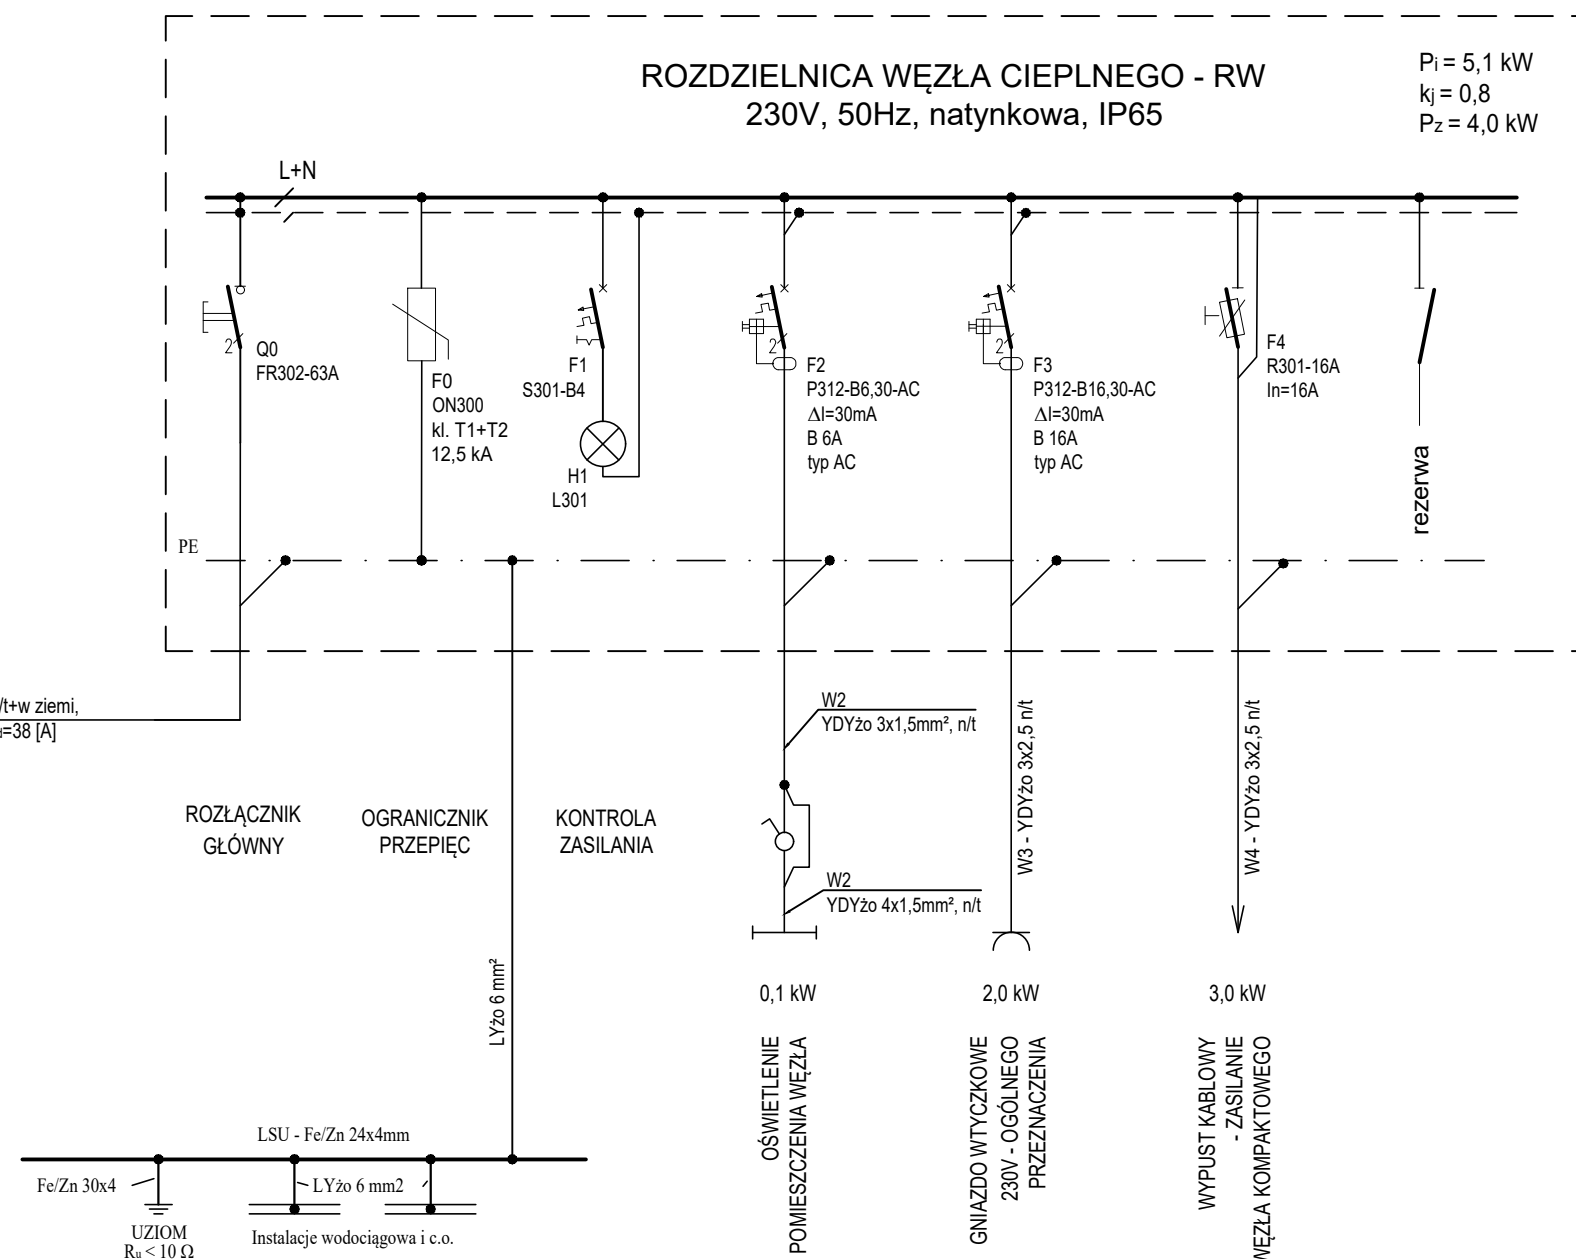 ROZDZIELNICA WĘZŁA CIEPLNEGO - RW
230V, 50Hz, natynkowa, IP65
Pi = 5,1 kW
kj = 0,8
Pz = 4,0 kW
L+N
2
Q0
FR302-63A
F0
ON300
kl. T1+T2
12,5 kA
F1
S301-B4
H1
L301
2
F2
P312-B6,30-AC
ΔI=30mA
B 6A
typ AC
2
F3
P312-B16,30-AC
ΔI=30mA
B 16A
typ AC
F4
R301-16A
In=16A
rezerwa
PE
/t+w ziemi,
=38 [A]
ROZŁĄCZNIK
GŁÓWNY
OGRANICZNIK
PRZEPIĘC
KONTROLA
ZASILANIA
LYżo 6 mm²
W2
YDYżo 3x1,5mm², n/t
W2
YDYżo 4x1,5mm², n/t
W3 - YDYżo 3x2,5 n/t
W4 - YDYżo 3x2,5 n/t
0,1 kW
2,0 kW
3,0 kW
OŚWIETLENIE
POMIESZCZENIA WĘZŁA
GNIAZDO WTYCZKOWE
230V - OGÓLNEGO
PRZEZNACZENIA
WYPUST KABLOWY
- ZASILANIE
WĘZŁA KOMPAKTOWEGO
LSU - Fe/Zn 24x4mm
Fe/Zn 30x4
LYżo 6 mm2
UZIOM
Ru < 10 Ω
Instalacje wodociągowa i c.o.